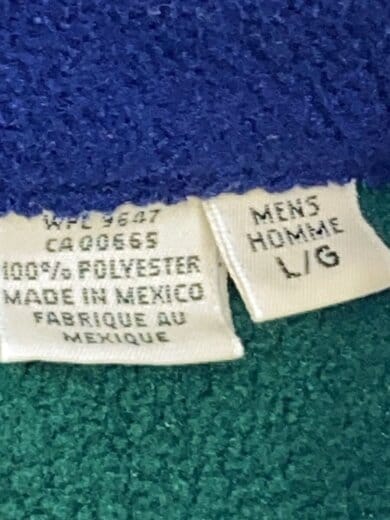 WPL 9647
CA 00665
100% POLYESTER
MADE IN MEXICO
FABRIQUE AU
MEXIQUE
MENS
HOMME
L/G